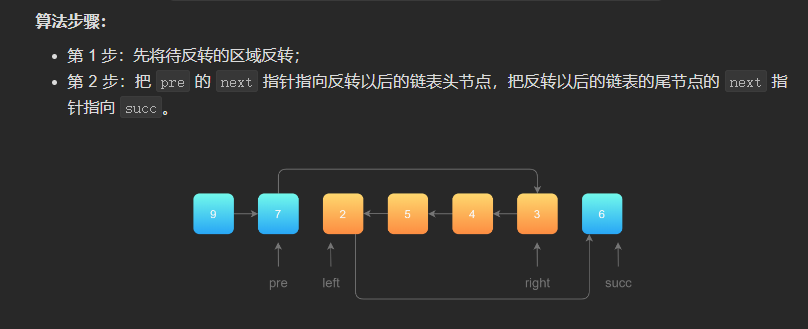 算法步骤：
第 1 步：先将待反转的区域反转；
第 2 步：把 pre 的 next 指针指向反转以后的链表头节点，把反转以后的链表的尾节点的 next 指
针指向 succ 。
9 7 2 5 4 3 6
pre left right succ